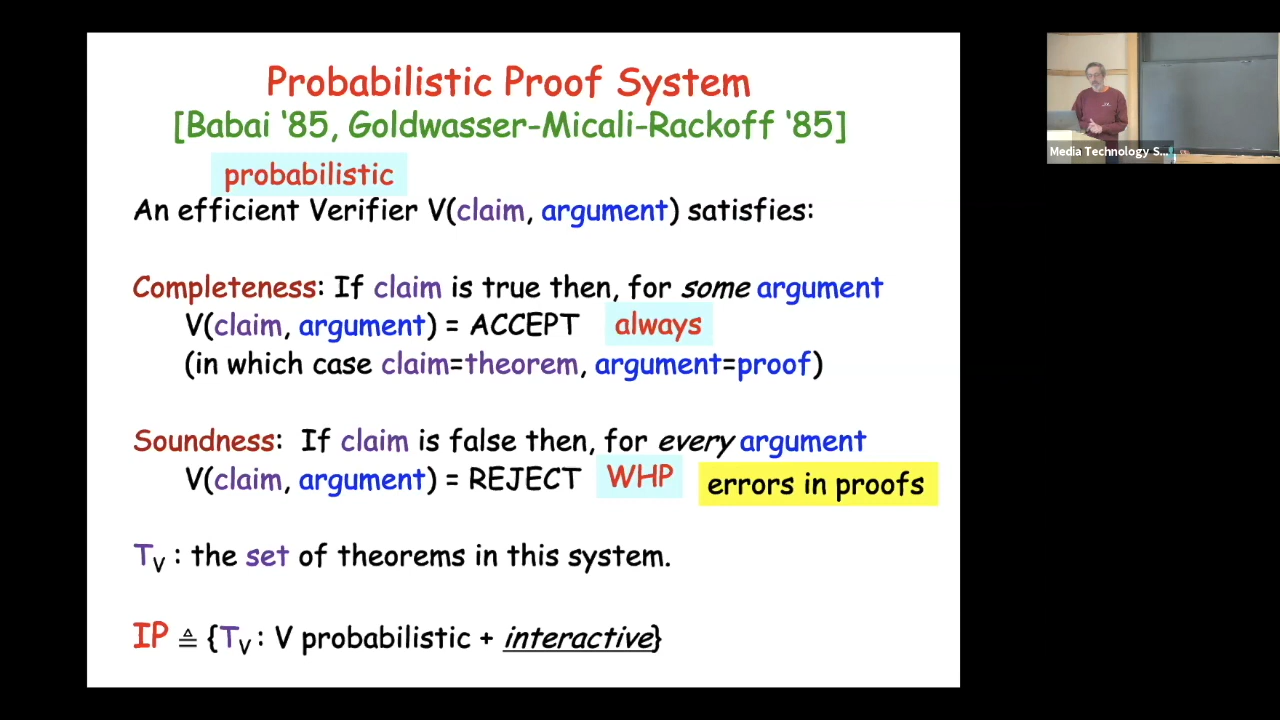 Probabilistic Proof System
[Babai ‘85, Goldwasser-Micali-Rackoff ‘85]
probabilistic
An efficient Verifier V(claim, argument) satisfies:
Completeness: If claim is true then, for some argument
V(claim, argument) = ACCEPT always
(in which case claim=theorem, argument=proof)
Soundness: If claim is false then, for every argument
V(claim, argument) = REJECT WHP errors in proofs
TV : the set of theorems in this system.
IP ≜ {TV : V probabilistic + interactive}
Media Technology S...